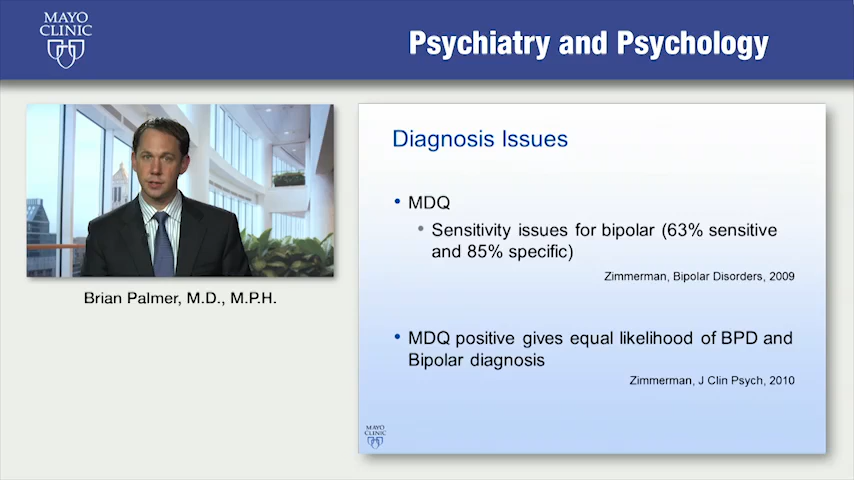 MAYO
CLINIC
Psychiatry and Psychology
Brian Palmer, M.D., M.P.H.
Diagnosis Issues
• MDQ
• Sensitivity issues for bipolar (63% sensitive
and 85% specific)
Zimmerman, Bipolar Disorders, 2009
• MDQ positive gives equal likelihood of BPD and
Bipolar diagnosis
Zimmerman, J Clin Psych, 2010
MAYO
CLINIC